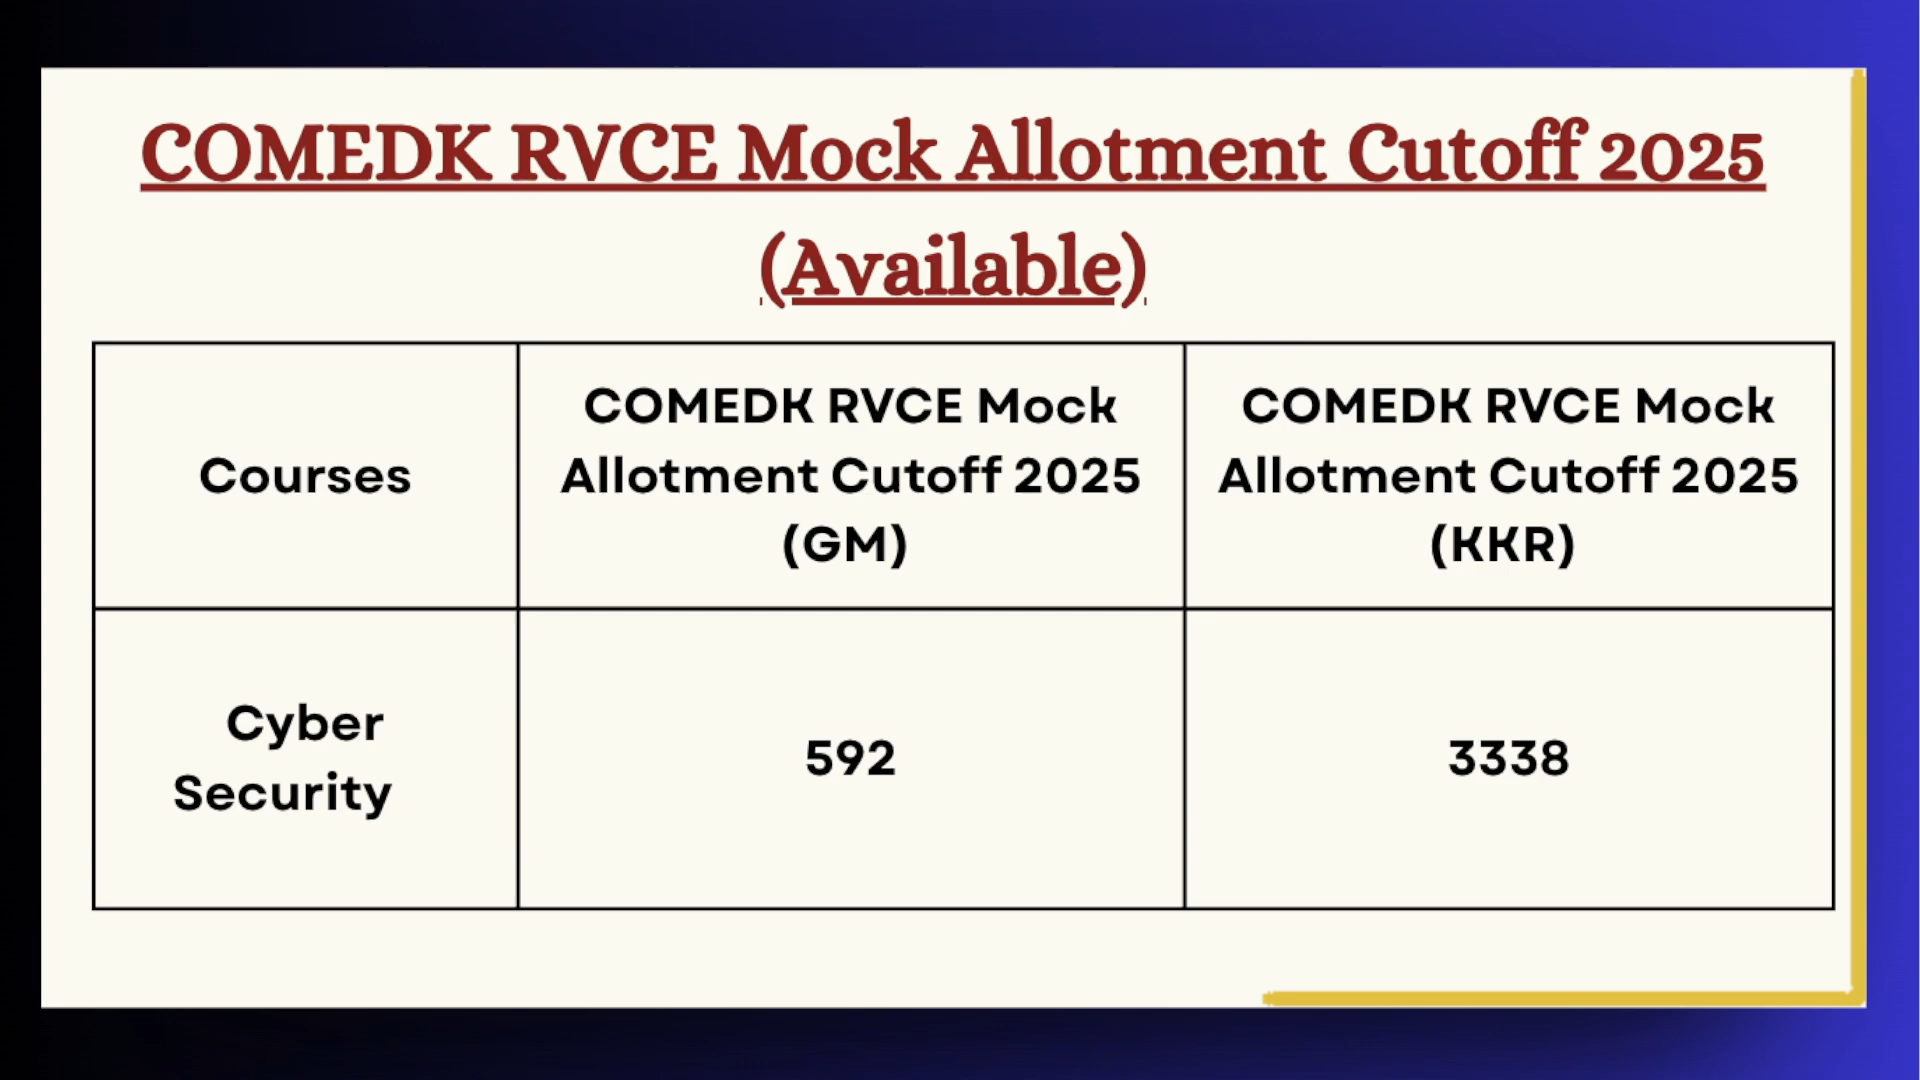 COMEDK RVCE Mock Allotment Cutoff 2025
(Available)
Courses
COMEDK RVCE Mock
Allotment Cutoff 2025
(GM)
COMEDK RVCE Mock
Allotment Cutoff 2025
(KKR)
Cyber
Security
592
3338